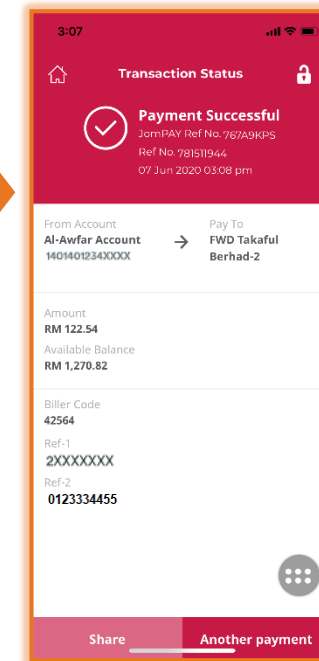 3:07
Transaction Status
Payment Successful
JomPAY Ref No. 767A9KPS
Ref No. 781511944
07 Jun 2020 03:08 pm
From Account
Al-Awfar Account
1401401234XXXX
Pay To
FWD Takaful
Berhad-2
Amount
RM 122.54
Available Balance
RM 1,270.82
Biller Code
42564
Ref-1
2XXXXXXX
Ref-2
0123334455
Share
Another payment